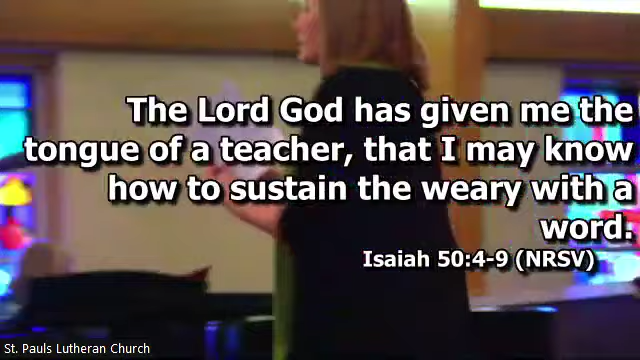 The Lord God has given me the
tongue of a teacher, that I may know
how to sustain the weary with a
word.
Isaiah 50:4-9 (NRSV)
St. Pauls Lutheran Church